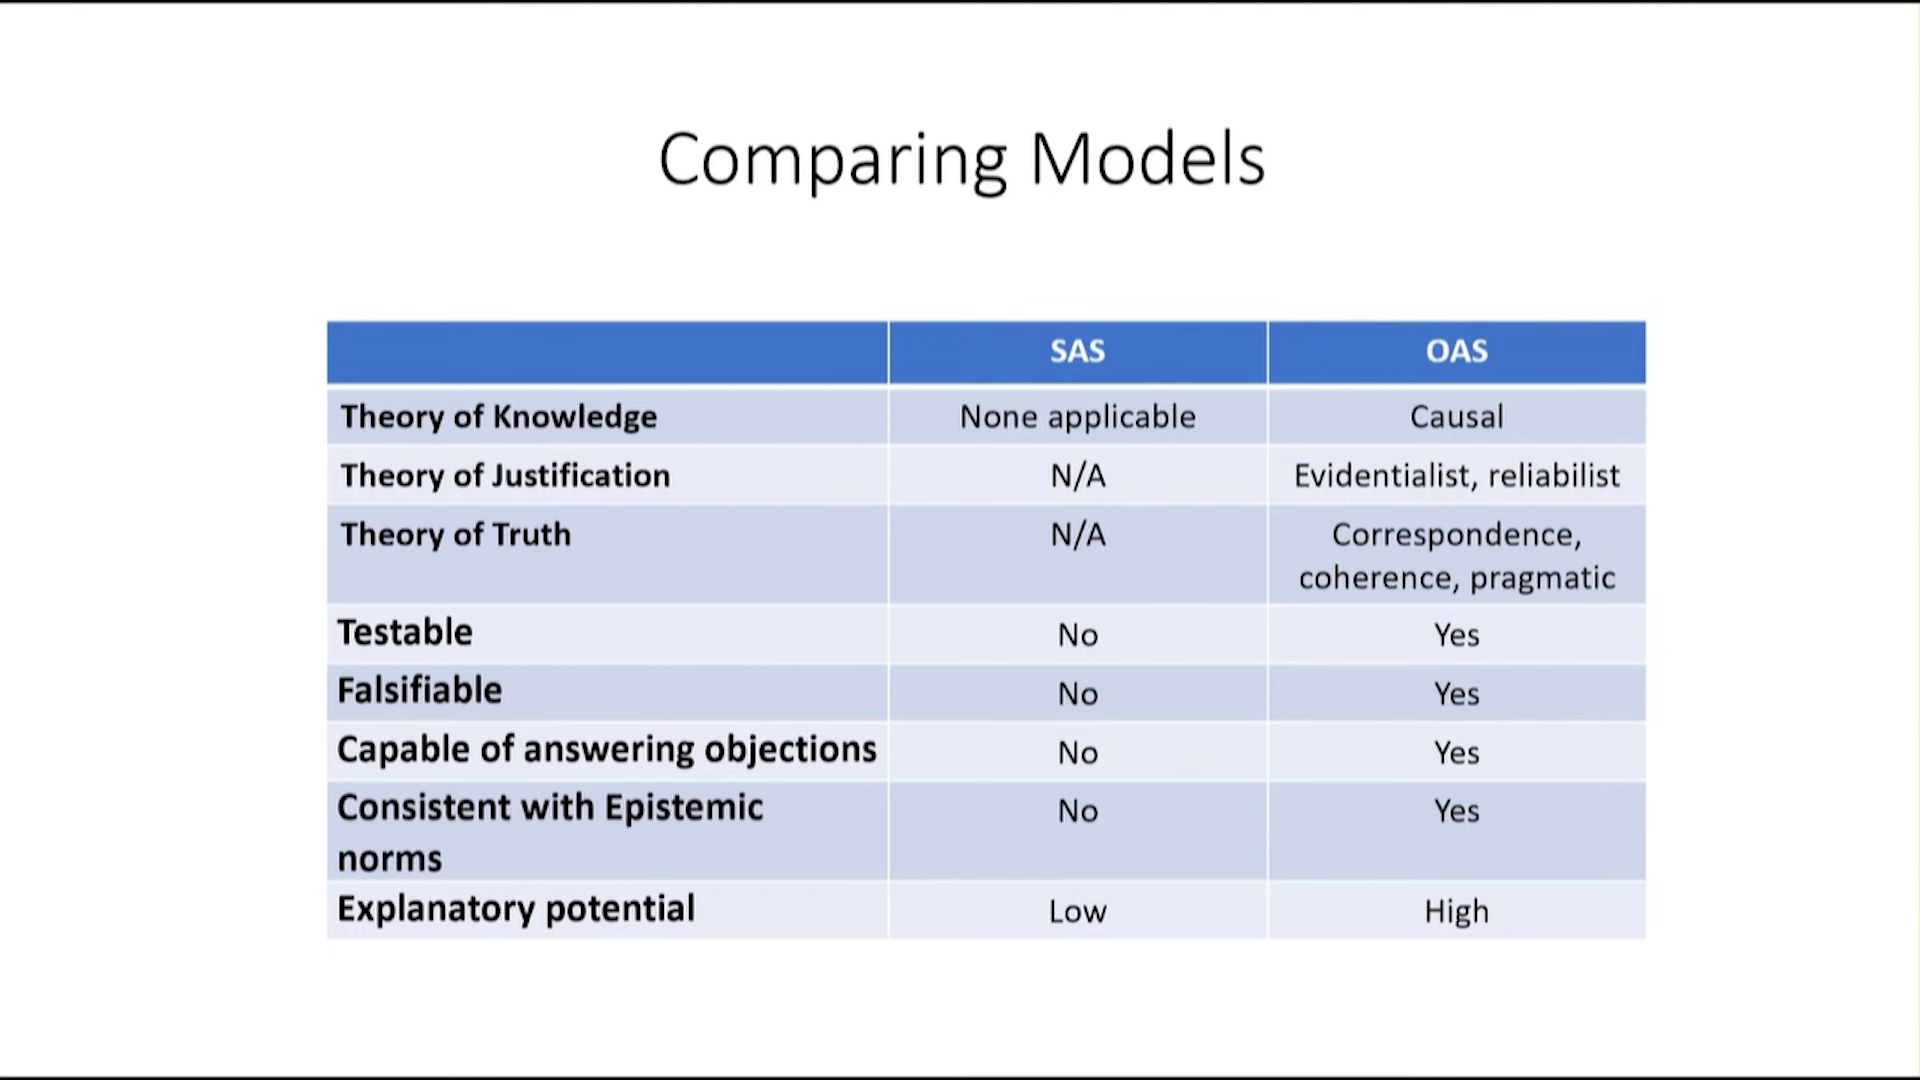 Comparing Models
SAS OAS
Theory of Knowledge None applicable Causal
Theory of Justification N/A Evidentialist, reliabilist
Theory of Truth N/A Correspondence,
coherence, pragmatic
Testable No Yes
Falsifiable No Yes
Capable of answering objections No Yes
Consistent with Epistemic No Yes
norms
Explanatory potential Low High